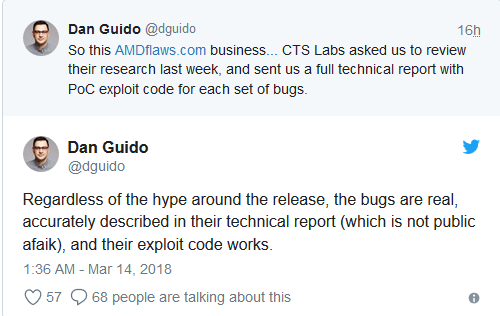 Dan Guido @dguido 16h
So this AMDflaws.com business... CTS Labs asked us to review
their research last week, and sent us a full technical report with
PoC exploit code for each set of bugs.
Dan Guido
@dguido
Regardless of the hype around the release, the bugs are real,
accurately described in their technical report (which is not public
afaik), and their exploit code works.
1:36 AM - Mar 14, 2018
57 68 people are talking about this